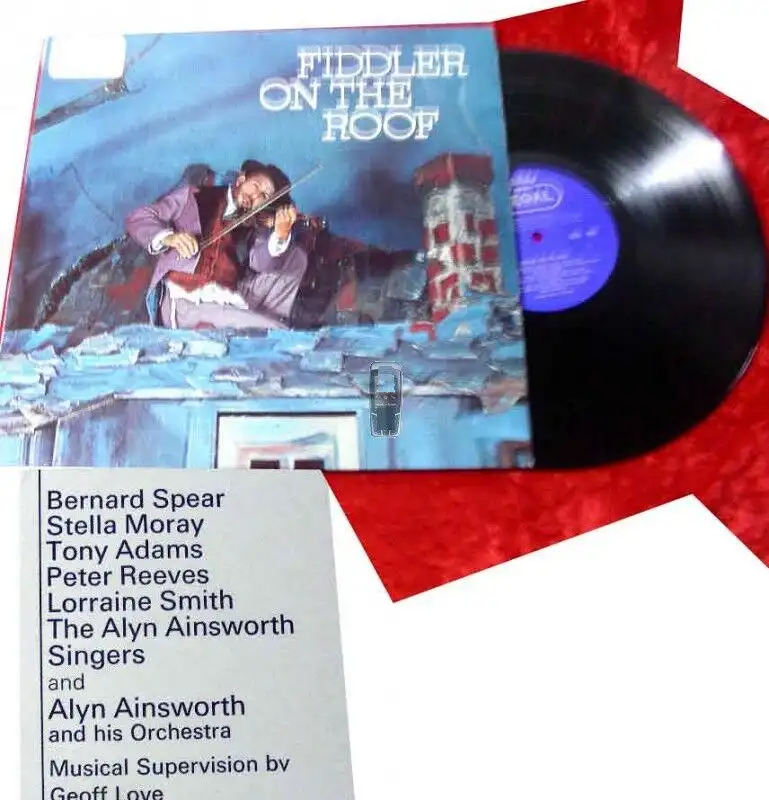 FIDDLER
ON THE
ROOF
Bernard Spear
Stella Moray
Tony Adams
Peter Reeves
Lorraine Smith
The Alyn Ainsworth
Singers
and
Alyn Ainsworth
and his Orchestra
Musical Supervision by
Geoff Love